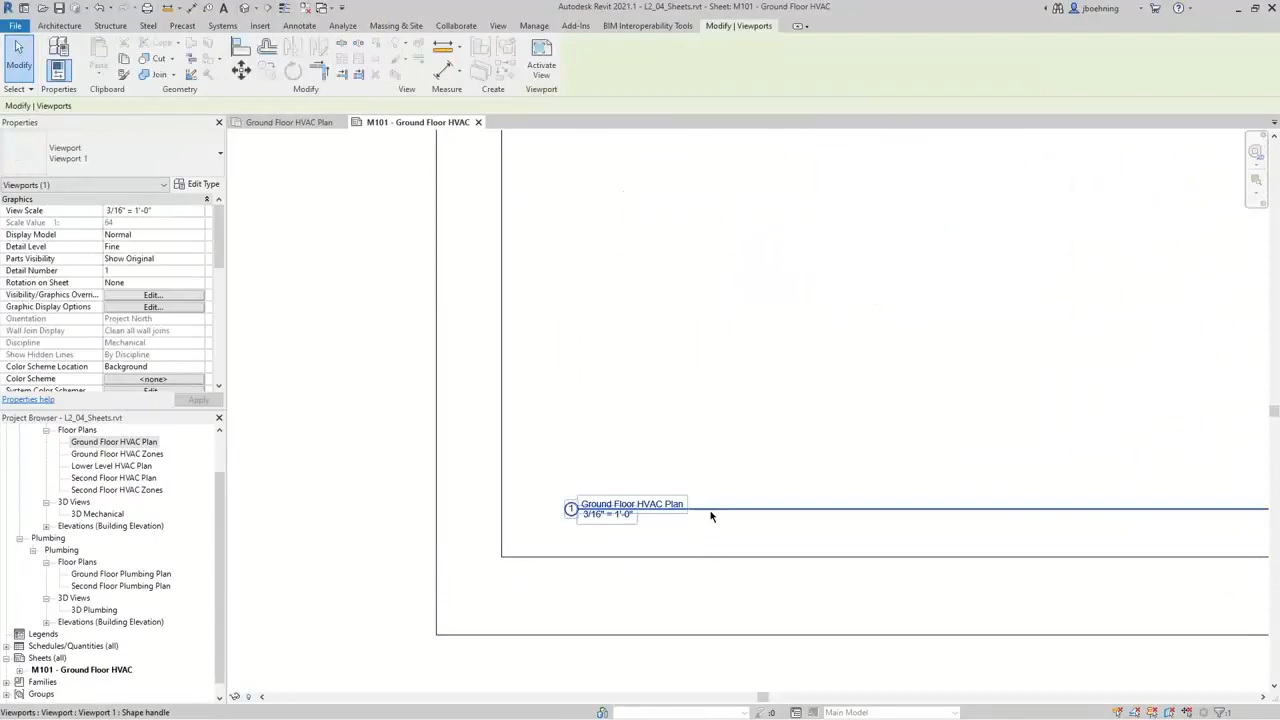 Autodesk Revit 2021.1 - L2_04_Sheets.rvt - Sheet: M101 - Ground Floor HVAC
jboehning
File Architecture Structure Steel Precast Systems Insert Annotate Analyze Massing & Site Collaborate View Manage Add-Ins BIM Interoperability Tools Modify | Viewports
Modify
Paste
Cope
Cut
Join
Activate
View
Select Properties Clipboard Geometry Modify View Measure Create Viewport
Modify | Viewports
Properties
Ground Floor HVAC Plan
M101 - Ground Floor HVAC
Viewport
Viewport 1
Viewports (1)
Edit Type
Graphics
View Scale 3/16" = 1'-0"
Scale Value 1: 64
Display Model Normal
Detail Level Fine
Parts Visibility Show Original
Detail Number 1
Rotation on Sheet None
Visibility/Graphics Overri... Edit...
Graphic Display Options Edit...
Orientation Project North
Wall Join Display Clean all wall joins
Discipline Mechanical
Show Hidden Lines By Discipline
Color Scheme Location Background
Color Scheme <none>
System Color Schemes Edit...
Properties help
Apply
Project Browser - L2_04_Sheets.rvt
Floor Plans
Ground Floor HVAC Plan
Ground Floor HVAC Zones
Lower Level HVAC Plan
Second Floor HVAC Plan
Second Floor HVAC Zones
3D Views
3D Mechanical
Elevations (Building Elevation)
Plumbing
Plumbing
Floor Plans
Ground Floor Plumbing Plan
Second Floor Plumbing Plan
3D Views
3D Plumbing
Elevations (Building Elevation)
Legends
Schedules/Quantities (all)
Sheets (all)
M101 - Ground Floor HVAC
Families
Groups
1 Ground Floor HVAC Plan
3/16" = 1'-0"
Viewports : Viewport : Viewport 1 : Shape handle
:0
Main Model
:1